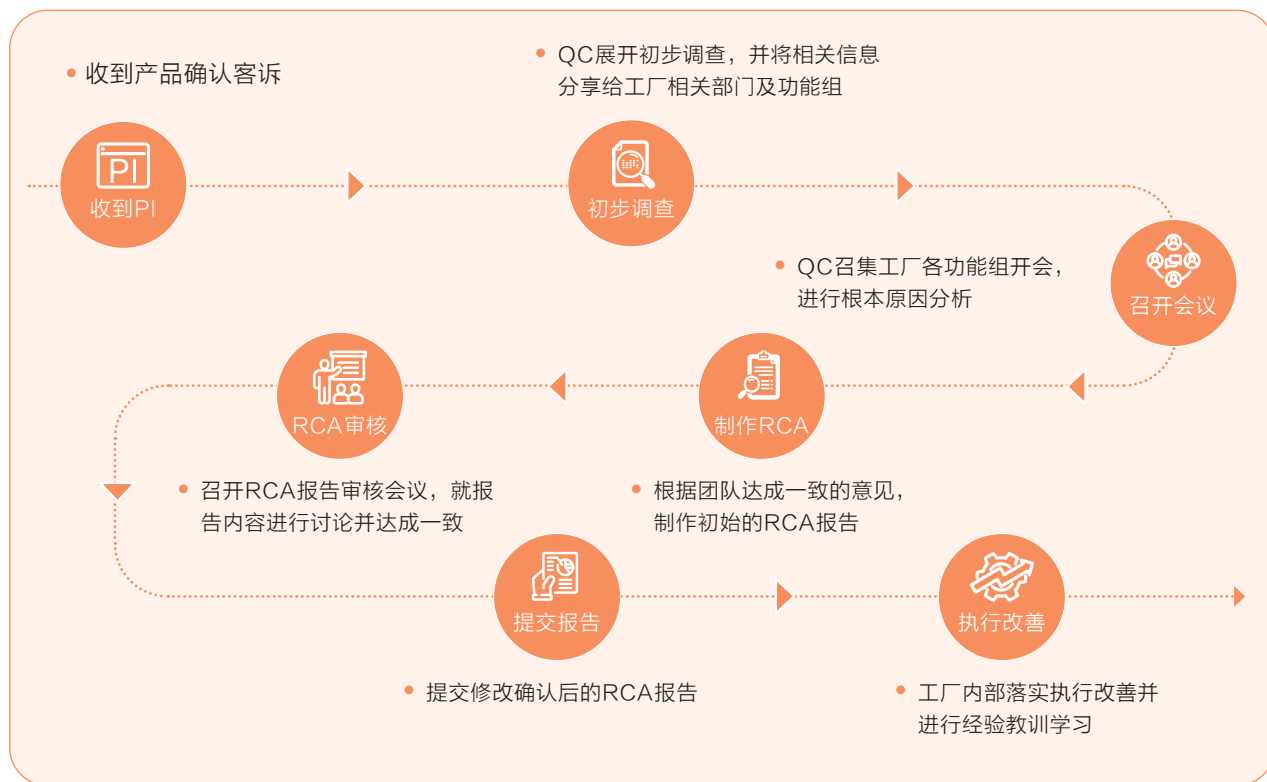 • 收到产品确认客诉
• QC展开初步调查，并将相关信息
分享给工厂相关部门及功能组
PI
收到PI
初步调查
• QC召集工厂各功能组开会，
进行根本原因分析
召开会议
RCA审核
制作RCA
• 召开RCA报告审核会议，就报
告内容进行讨论并达成一致
• 根据团队达成一致的意见，
制作初始的RCA报告
提交报告
执行改善
• 提交修改确认后的RCA报告
• 工厂内部落实执行改善并
进行经验教训学习